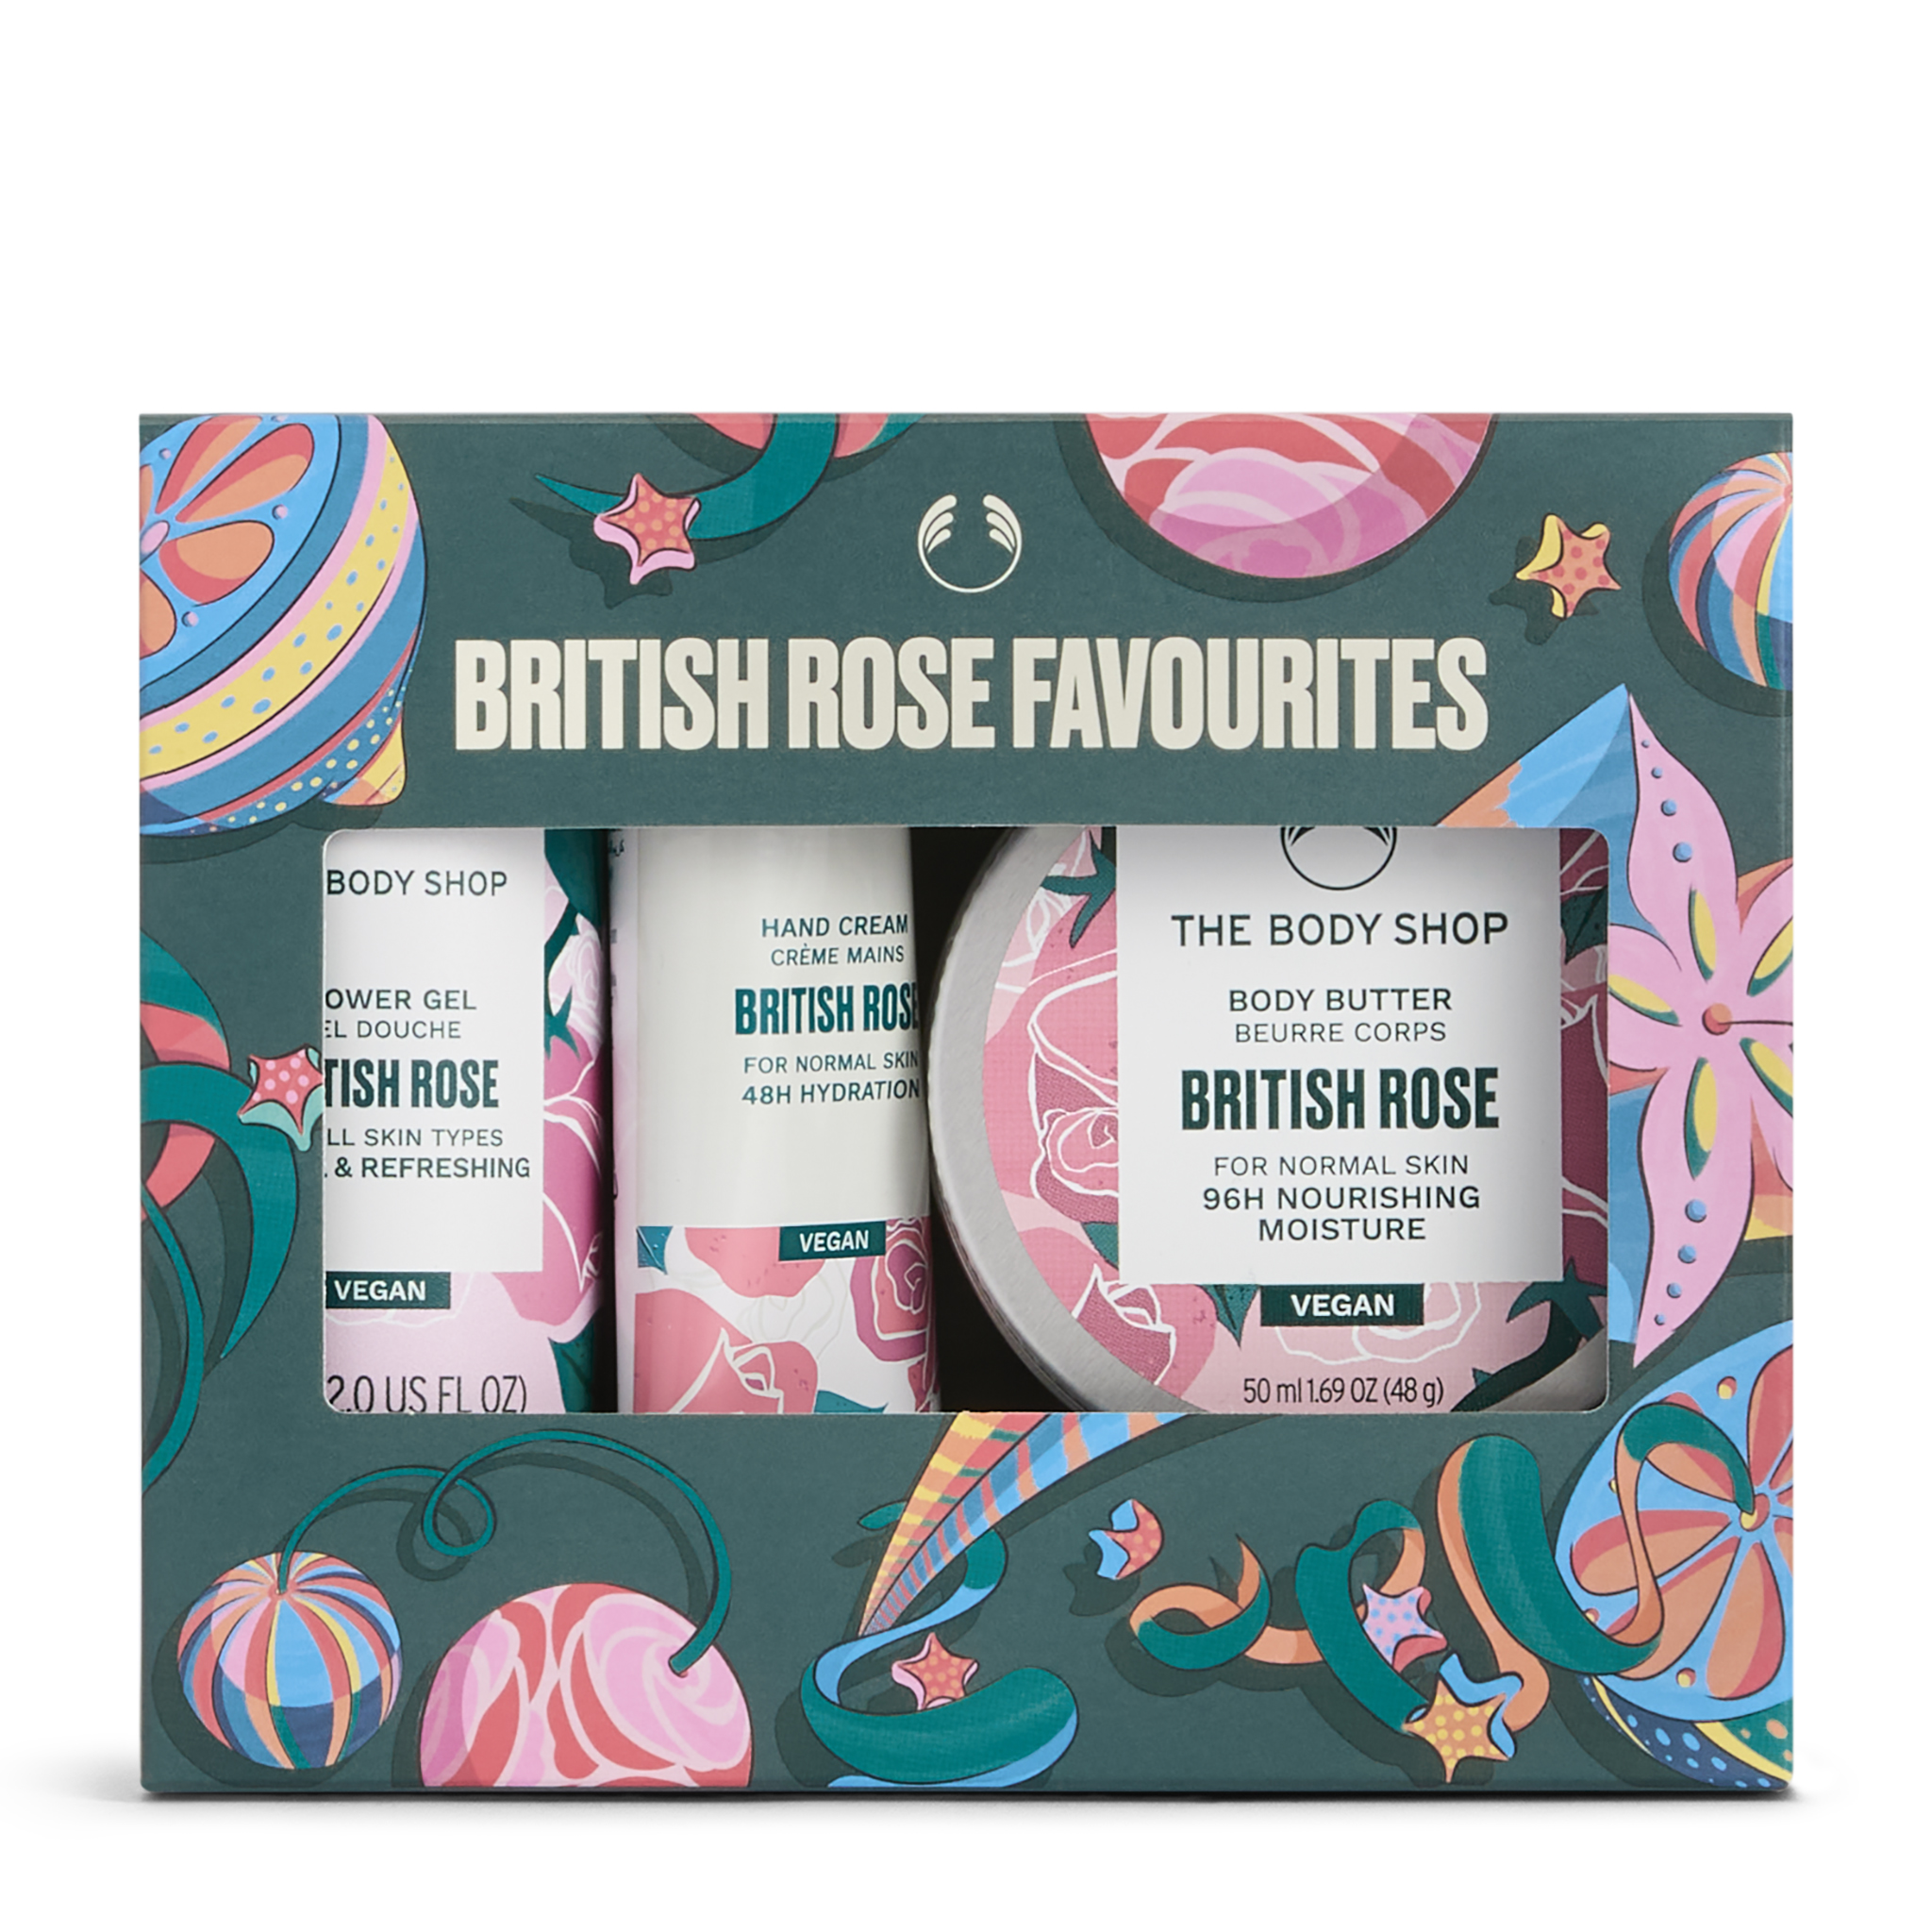 BRITISH ROSE FAVOURITES
BODY SHOP
OWER GEL
EL DOUCHE
TISH ROSE
LL SKIN TYPES
& REFRESHING
VEGAN
2.0 US FL OZ)
HAND CREAM
CRÈME MAINS
BRITISH ROSE
FOR NORMAL SKIN
48H HYDRATION
VEGAN
THE BODY SHOP
BODY BUTTER
BEURRE CORPS
BRITISH ROSE
FOR NORMAL SKIN
96H NOURISHING
MOISTURE
VEGAN
50 ml 1.69 OZ (48 g)